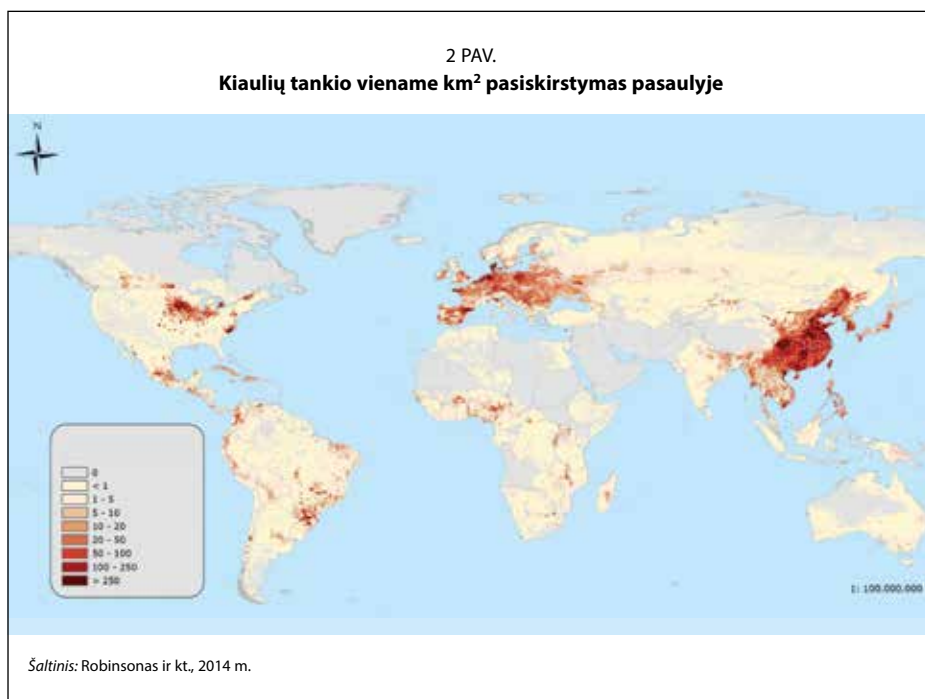 2 PAV.
Kiaulių tankio viename km² pasiskirstymas pasaulyje
N
0
< 1
1 - 5
5 - 10
10 - 20
20 - 50
50 - 100
100 - 250
> 250
1: 100.000.000
Šaltinis: Robinsonas ir kt., 2014 m.